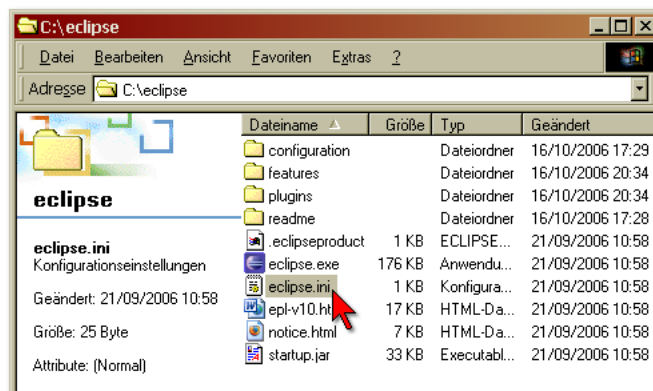 C:\eclipse
Datei Bearbeiten Ansicht Favoriten Extras ?
Adresse C:\eclipse
eclipse
eclipse.ini
Konfigurationseinstellungen
Geändert: 21/09/2006 10:58
Größe: 25 Byte
Attribute: (Normal)
Dateiname Größe Typ Geändert
configuration Dateiordner 16/10/2006 17:29
features Dateiordner 16/10/2006 20:34
plugins Dateiordner 16/10/2006 20:34
readme Dateiordner 16/10/2006 17:28
.eclipseproduct 1 KB ECLIPSE... 21/09/2006 10:58
eclipse.exe 176 KB Anwendu... 21/09/2006 10:58
eclipse.ini 1 KB Konfigura... 21/09/2006 10:58
epl-v10.ht 17 KB HTML-Da... 21/09/2006 10:58
notice.html 7 KB HTML-Da... 21/09/2006 10:58
startup.jar 33 KB Executabl... 21/09/2006 10:58